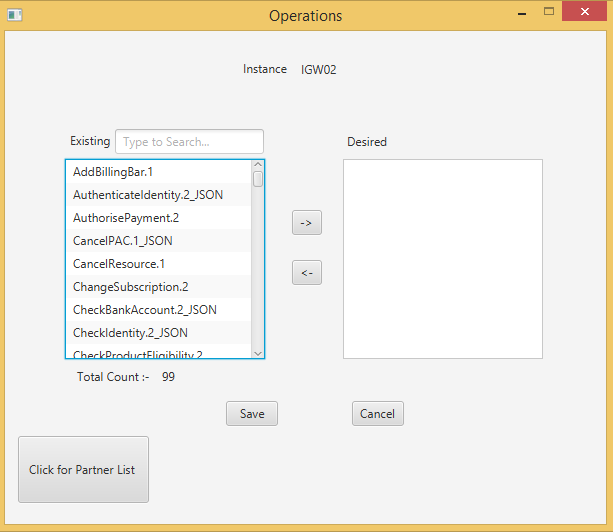 Operations
Instance IGW02
Existing Type to Search... Desired
AddBillingBar.1
AuthenticateIdentity.2_JSON
AuthorisePayment.2
->
CancelPAC.1_JSON
CancelResource.1
<-
ChangeSubscription.2
CheckBankAccount.2_JSON
CheckIdentity.2_JSON
CheckProductEligibility.2
Total Count :- 99
Save Cancel
Click for Partner List